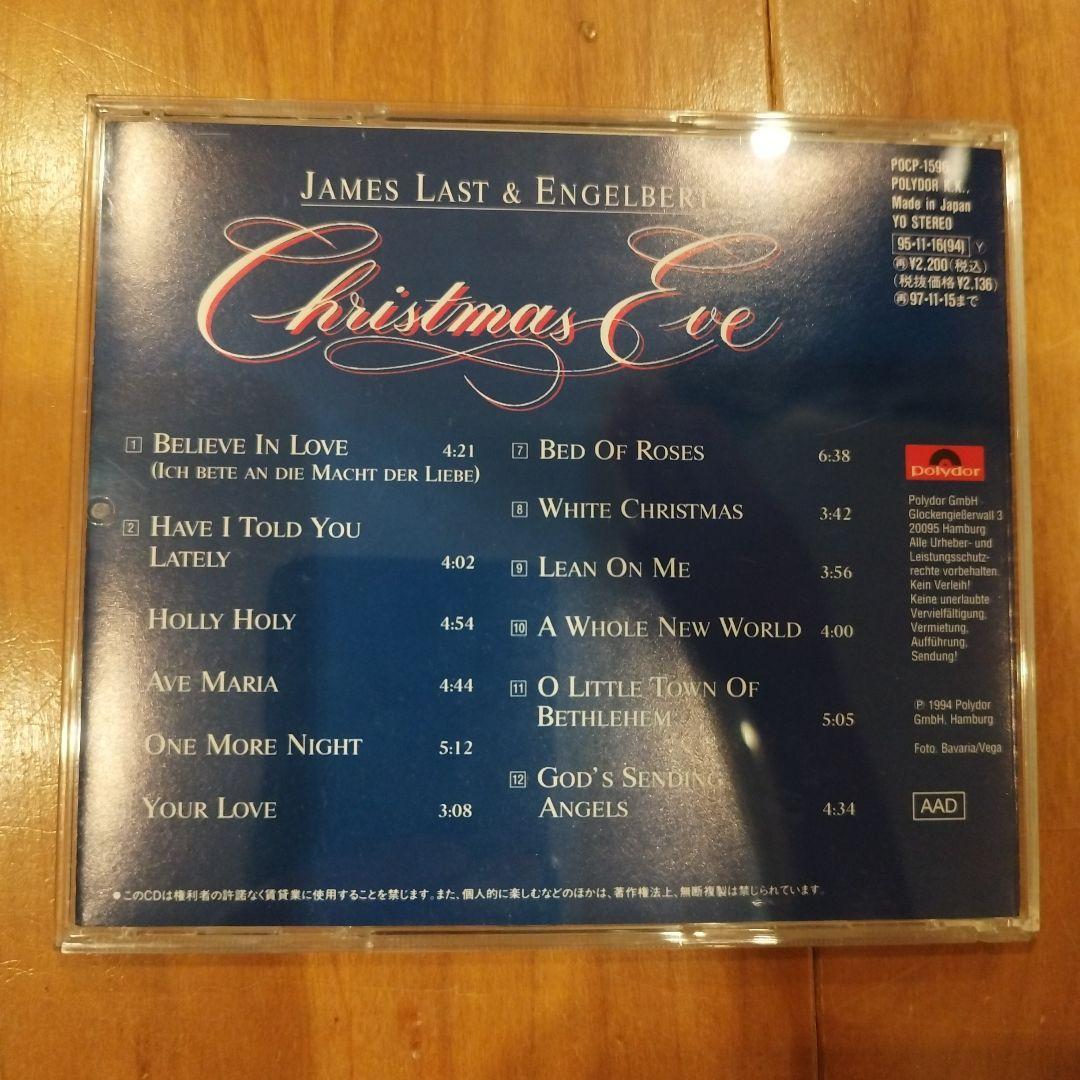 JAMES LAST & ENGELBERT
Christmas Eve
POCP-1596
POLYDOR K.K.,
Made in Japan
YO STEREO
95·11·16(94) Y
再¥2,200(税込)
(税抜価格¥2,136)
再97·11·15まで
1 BELIEVE IN LOVE 4:21
(ICH BETE AN DIE MACHT DER LIEBE)
2 HAVE I TOLD YOU
LATELY 4:02
HOLLY HOLY 4:54
AVE MARIA 4:44
ONE MORE NIGHT 5:12
YOUR LOVE 3:08
7 BED OF ROSES 6:38
8 WHITE CHRISTMAS 3:42
9 LEAN ON ME 3:56
10 A WHOLE NEW WORLD 4:00
11 O LITTLE TOWN OF
BETHLEHEM 5:05
12 GOD'S SENDING
ANGELS 4:34
polydor
Polydor GmbH
Glockengießerwall 3
20095 Hamburg
Alle Urheber- und
Leistungsschutz-
rechte vorbehalten.
Kein Verleih!
Keine unerlaubte
Vervielfältigung,
Vermietung,
Aufführung,
Sendung!
℗ 1994 Polydor
GmbH, Hamburg
Foto. Bavaria/Vega
AAD
●このCDは権利者の許諾なく賃貸業に使用することを禁じます。また、個人的に楽しむなどのほかは、著作権法上、無断複製は禁じられています。